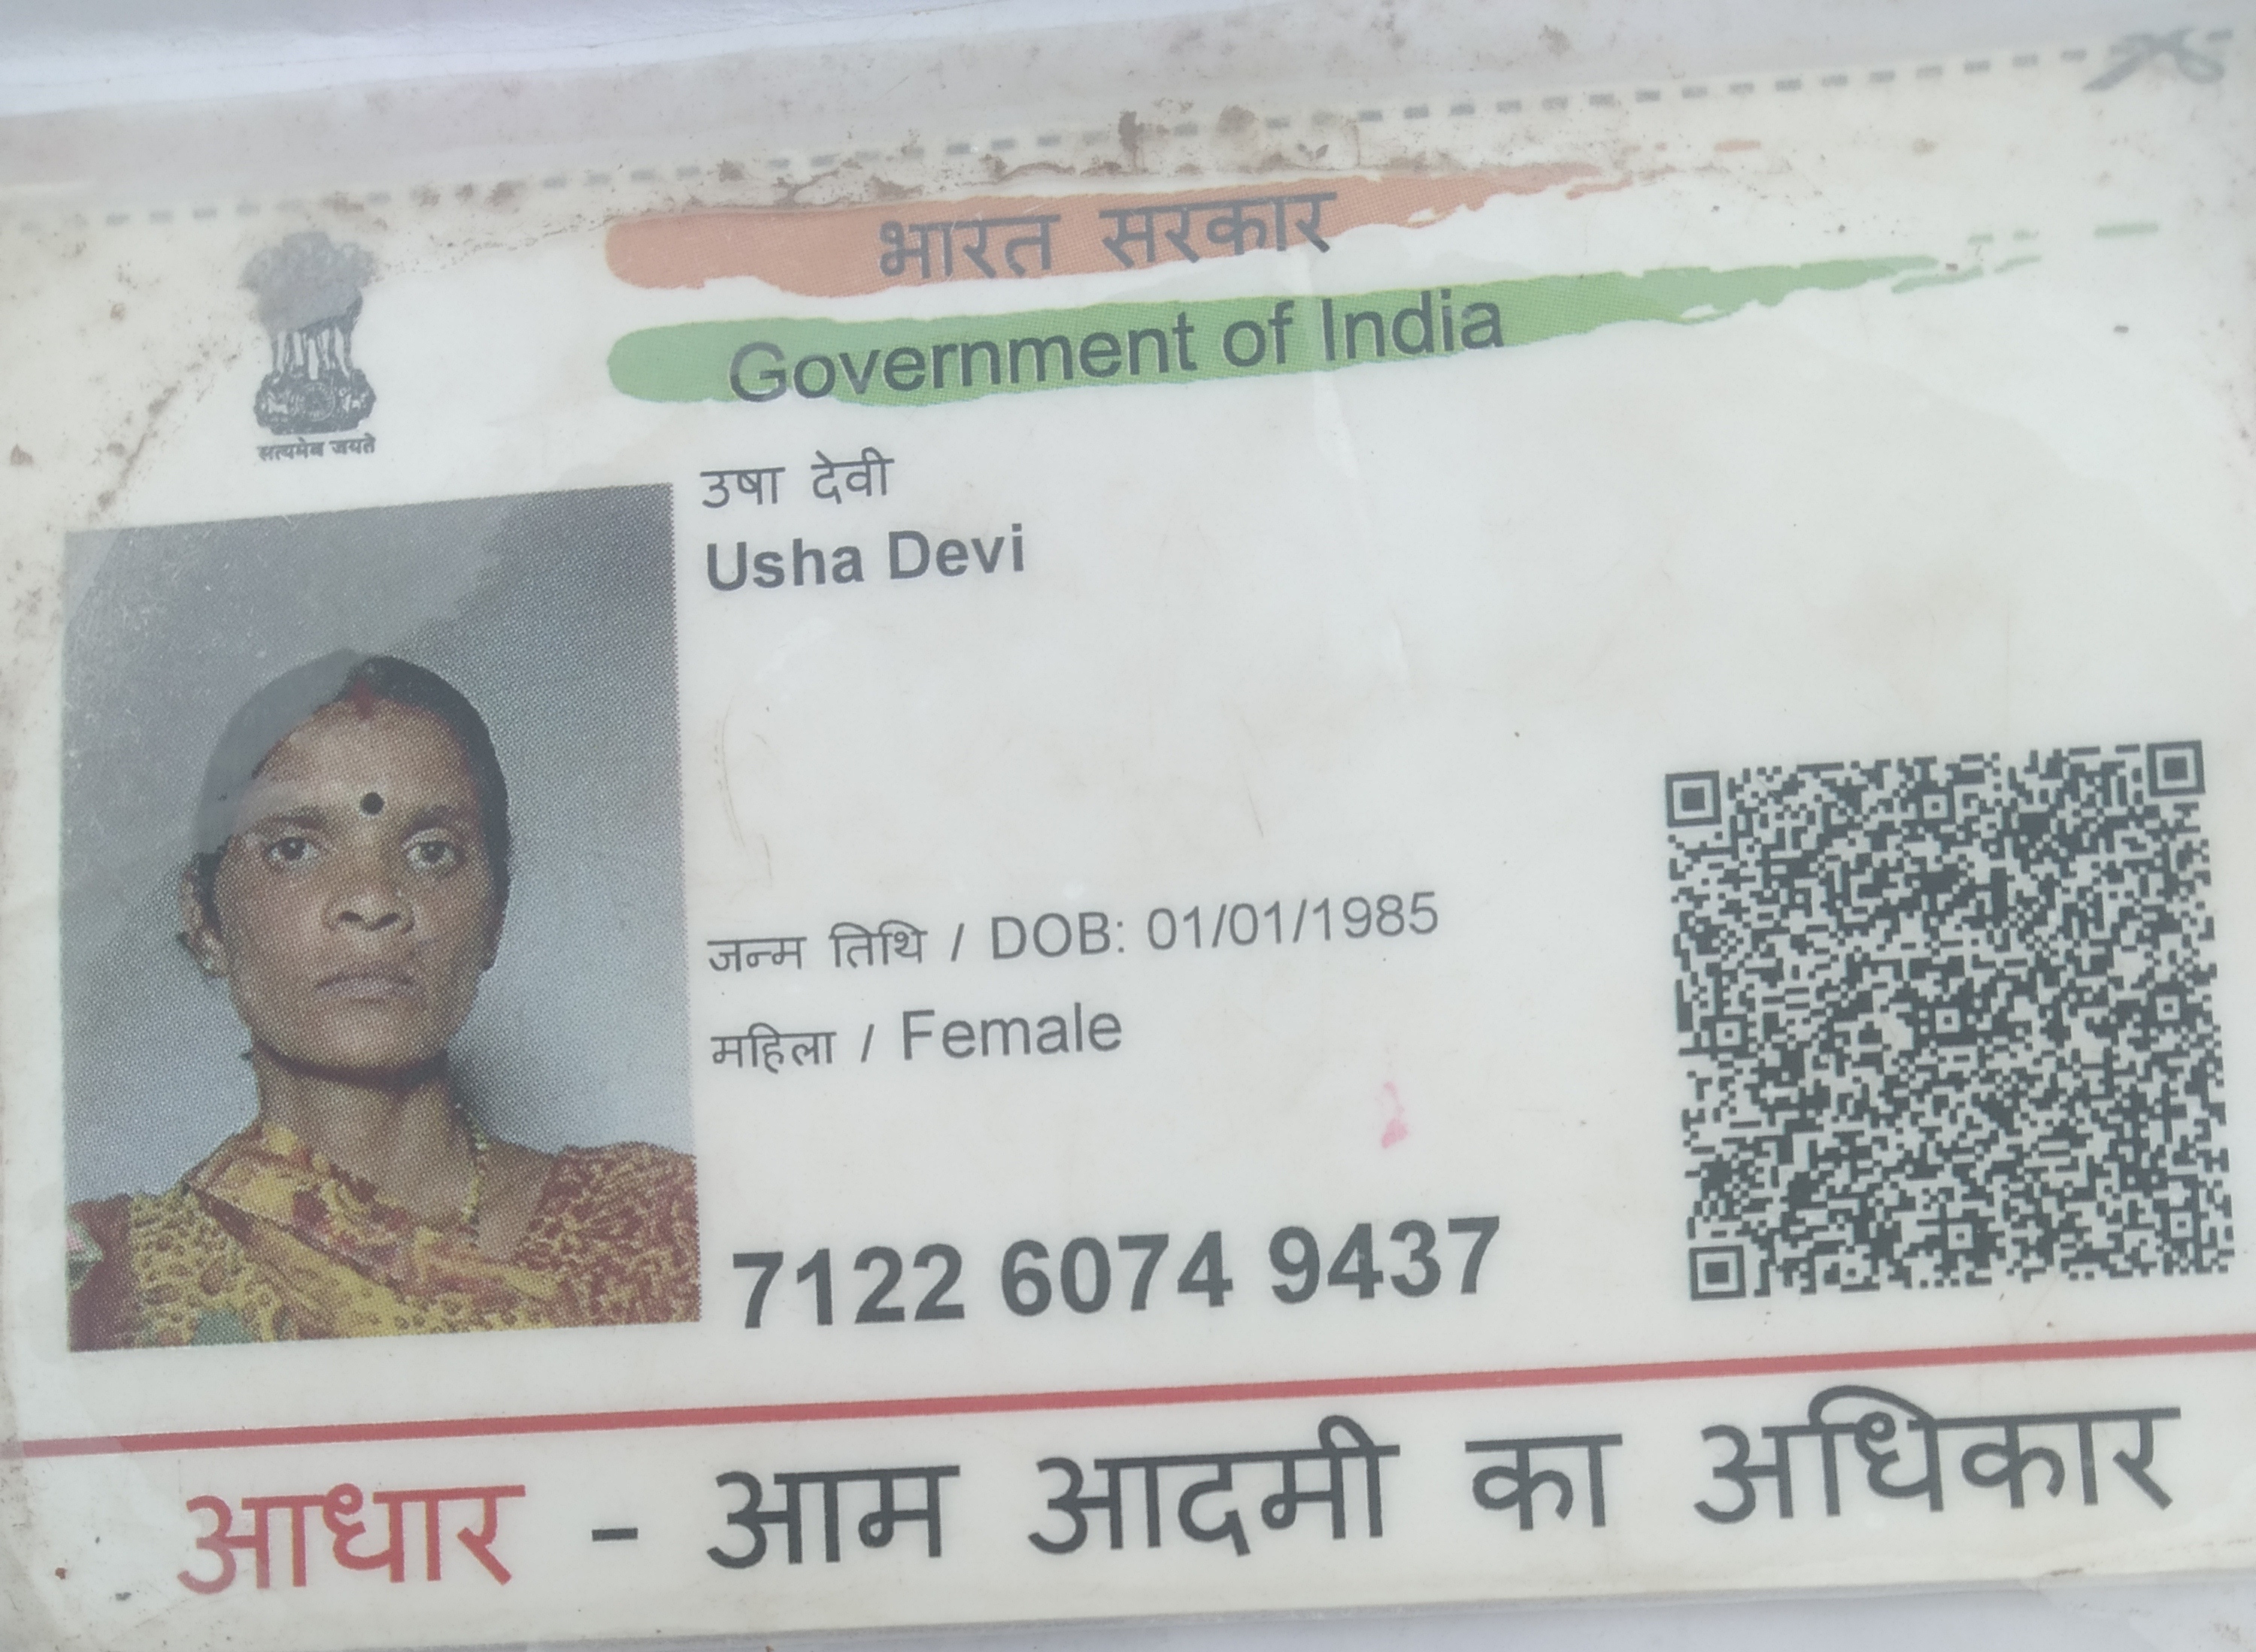 भारत सरकार
Government of India
सत्यमेव जयते
उषा देवी
Usha Devi
जन्म तिथि / DOB: 01/01/1985
महिला / Female
7122 6074 9437
आधार - आम आदमी का अधिकार